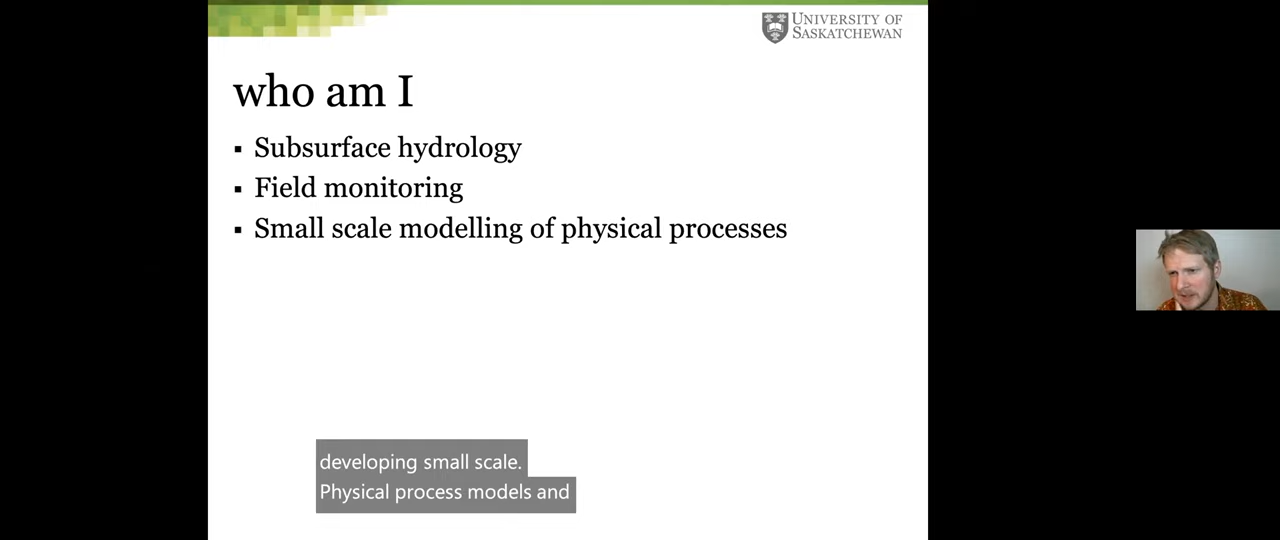 UNIVERSITY OF
SASKATCHEWAN
who am I
▪ Subsurface hydrology
▪ Field monitoring
▪ Small scale modelling of physical processes
developing small scale.
Physical process models and